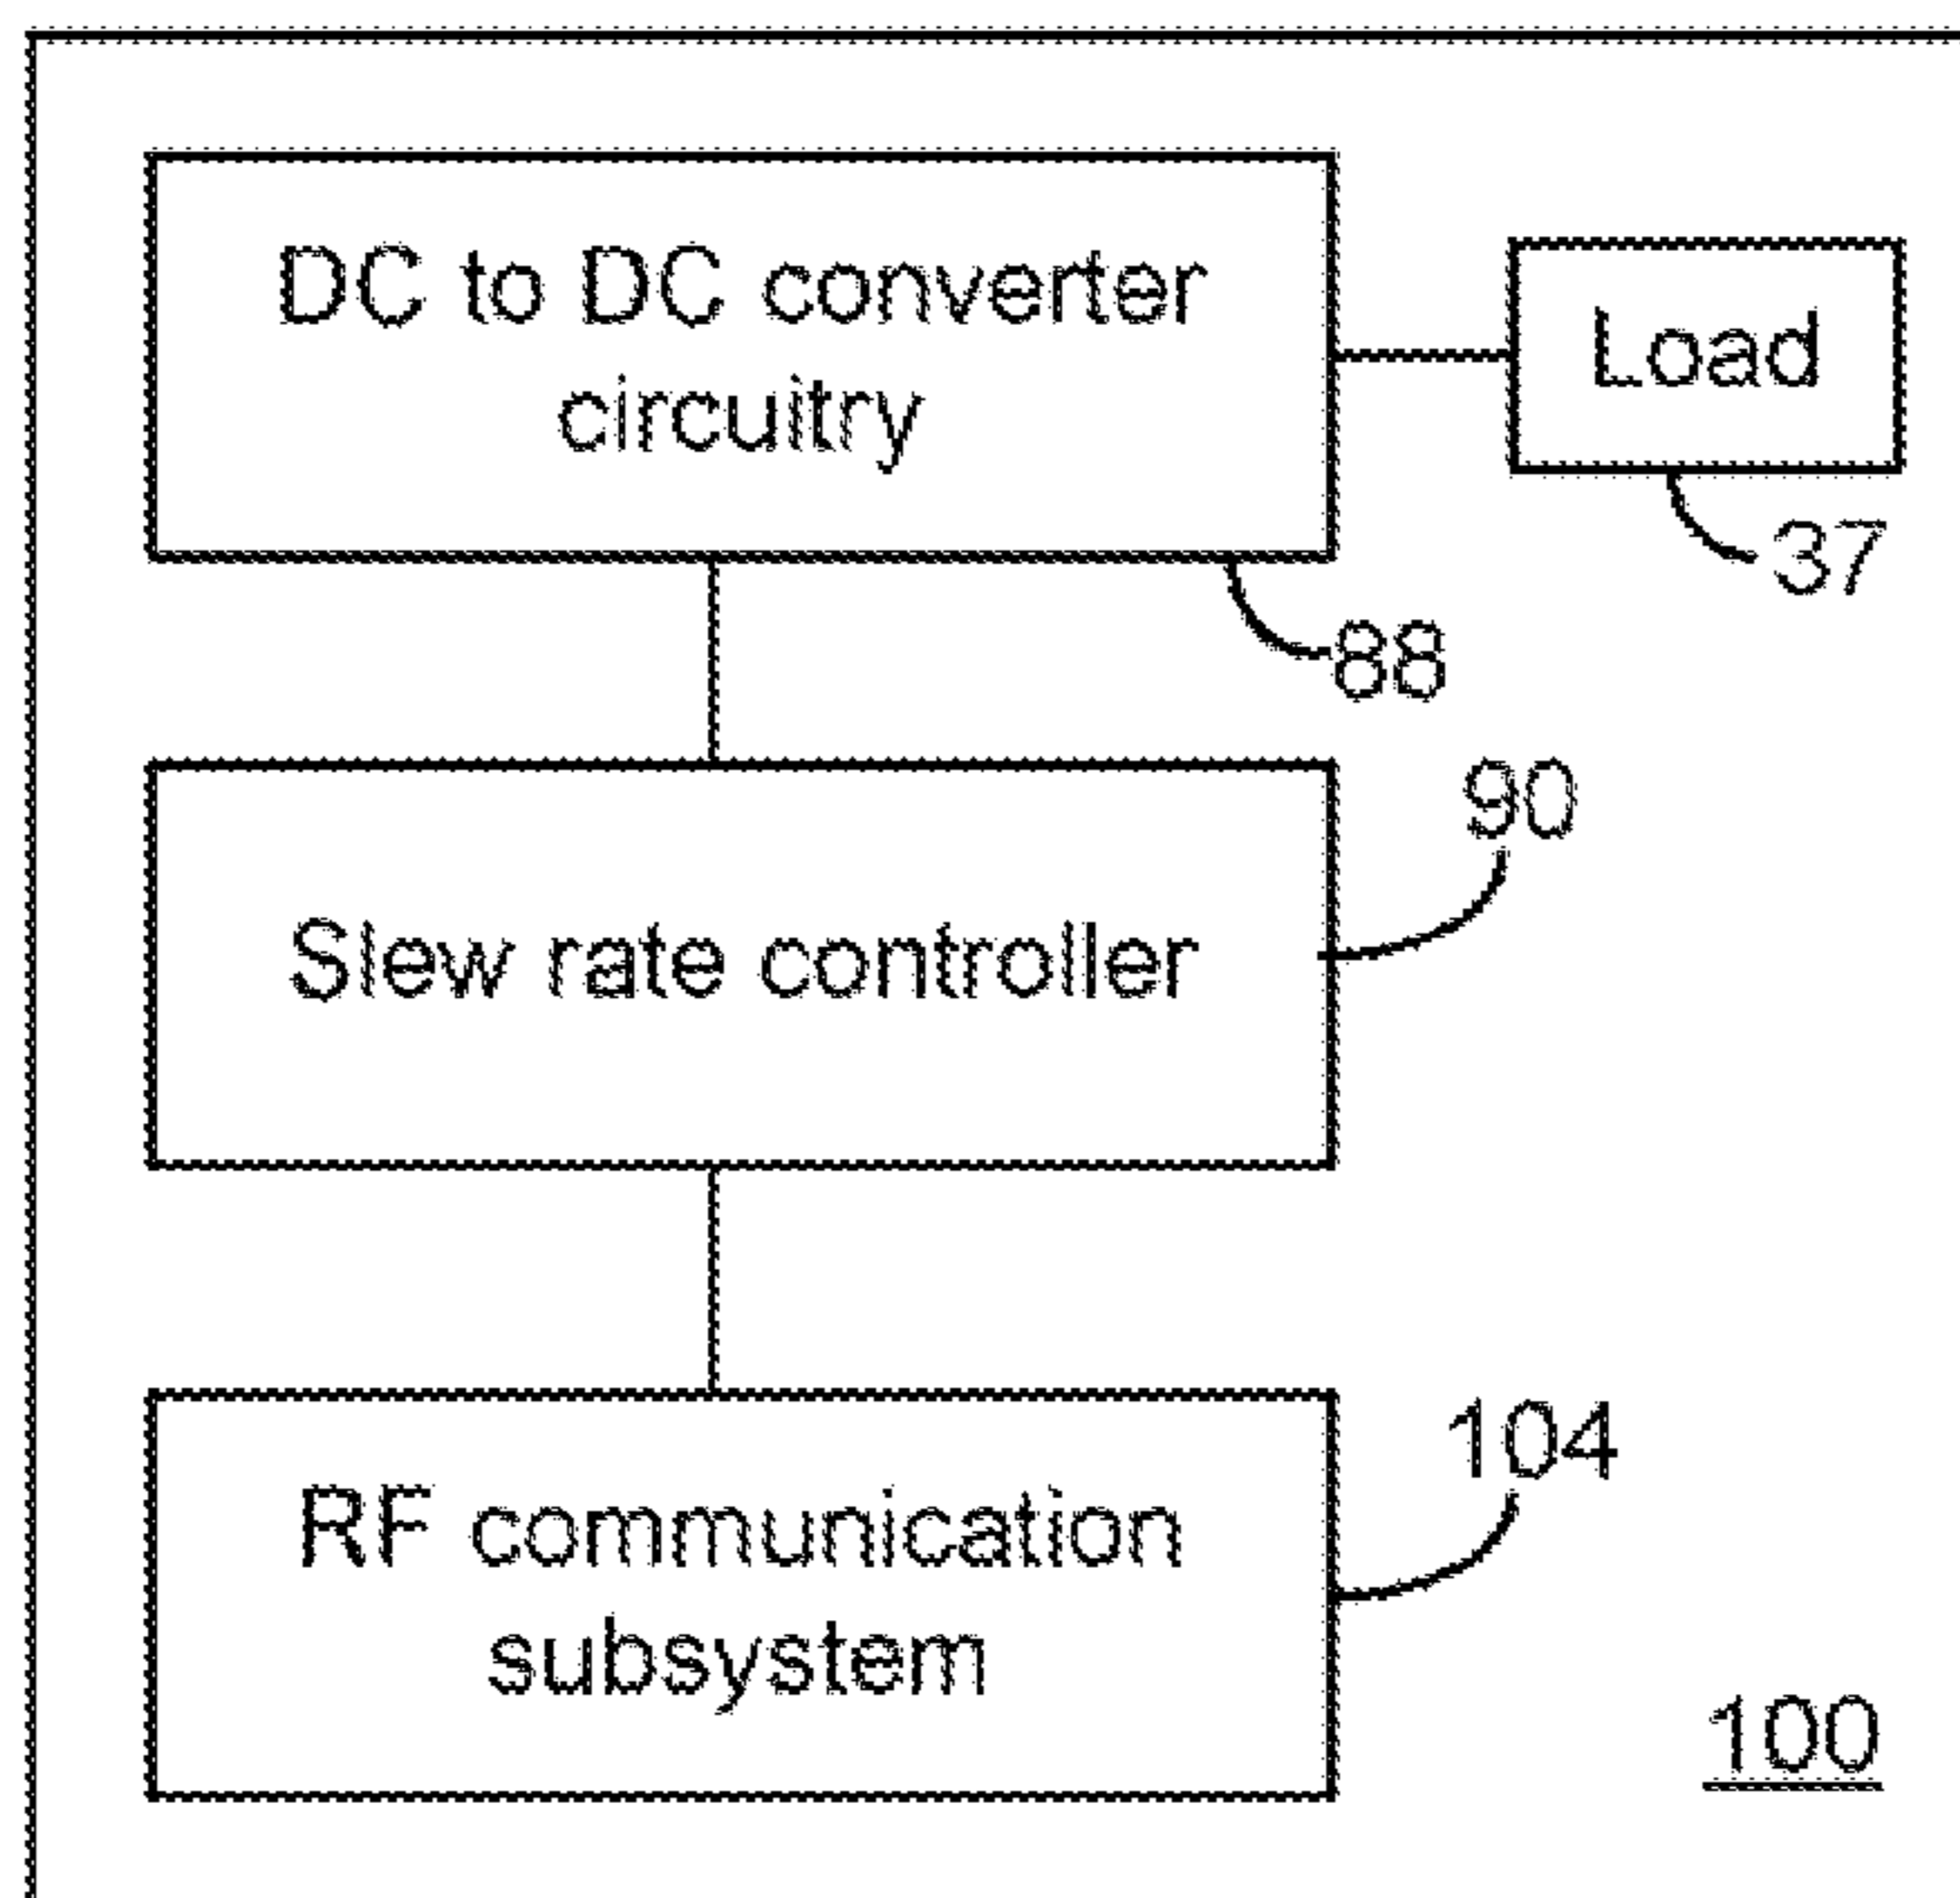 DC to DC converter
circuitry
Load
37
88
90
Slew rate controller
104
RF communication
subsystem
100